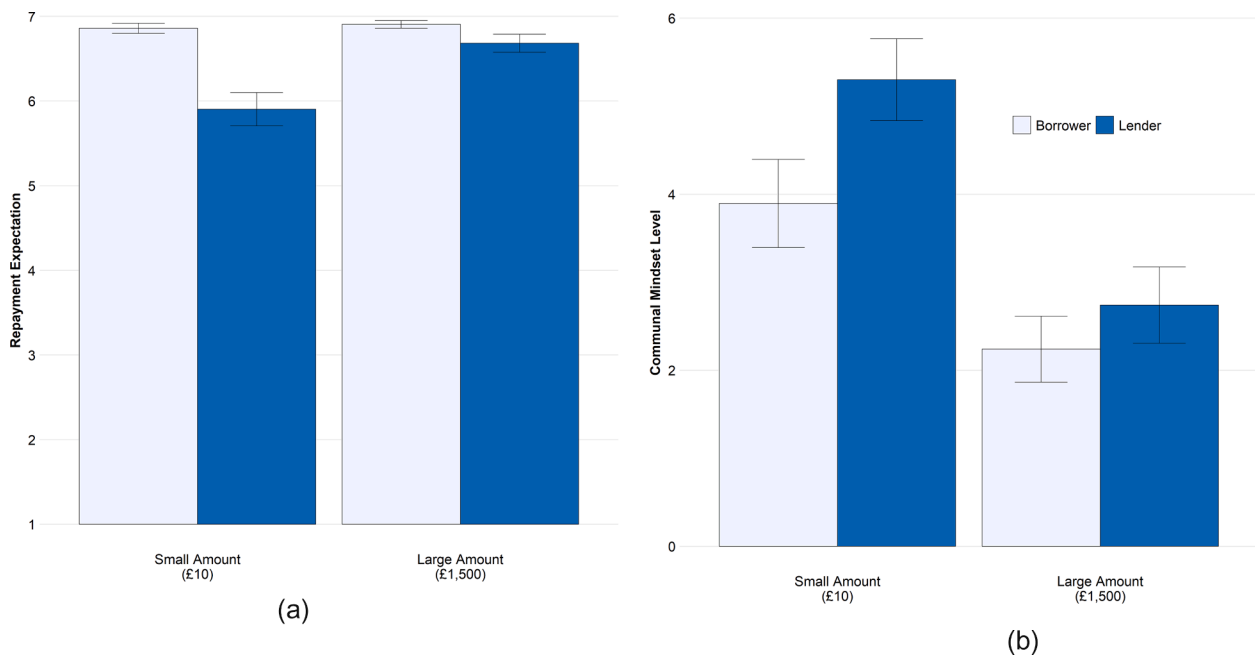 Repayment Expectation
7
6
5
4
3
2
1
Small Amount
(£10)
Large Amount
(£1,500)
(a)
Communal Mindset Level
6
4
2
0
Borrower
Lender
Small Amount
(£10)
Large Amount
(£1,500)
(b)